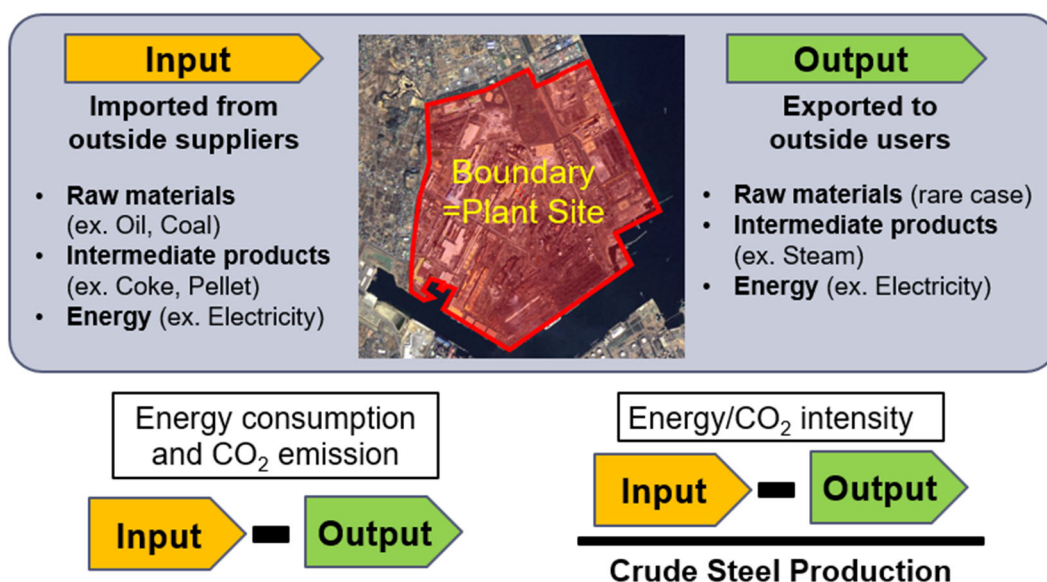 Input
Imported from
outside suppliers
• Raw materials
(ex. Oil, Coal)
• Intermediate products
(ex. Coke, Pellet)
• Energy (ex. Electricity)
Boundary
=Plant Site
Output
Exported to
outside users
• Raw materials (rare case)
• Intermediate products
(ex. Steam)
• Energy (ex. Electricity)
Energy consumption
and CO₂ emission
Input - Output
Energy/CO₂ intensity
Input - Output
Crude Steel Production